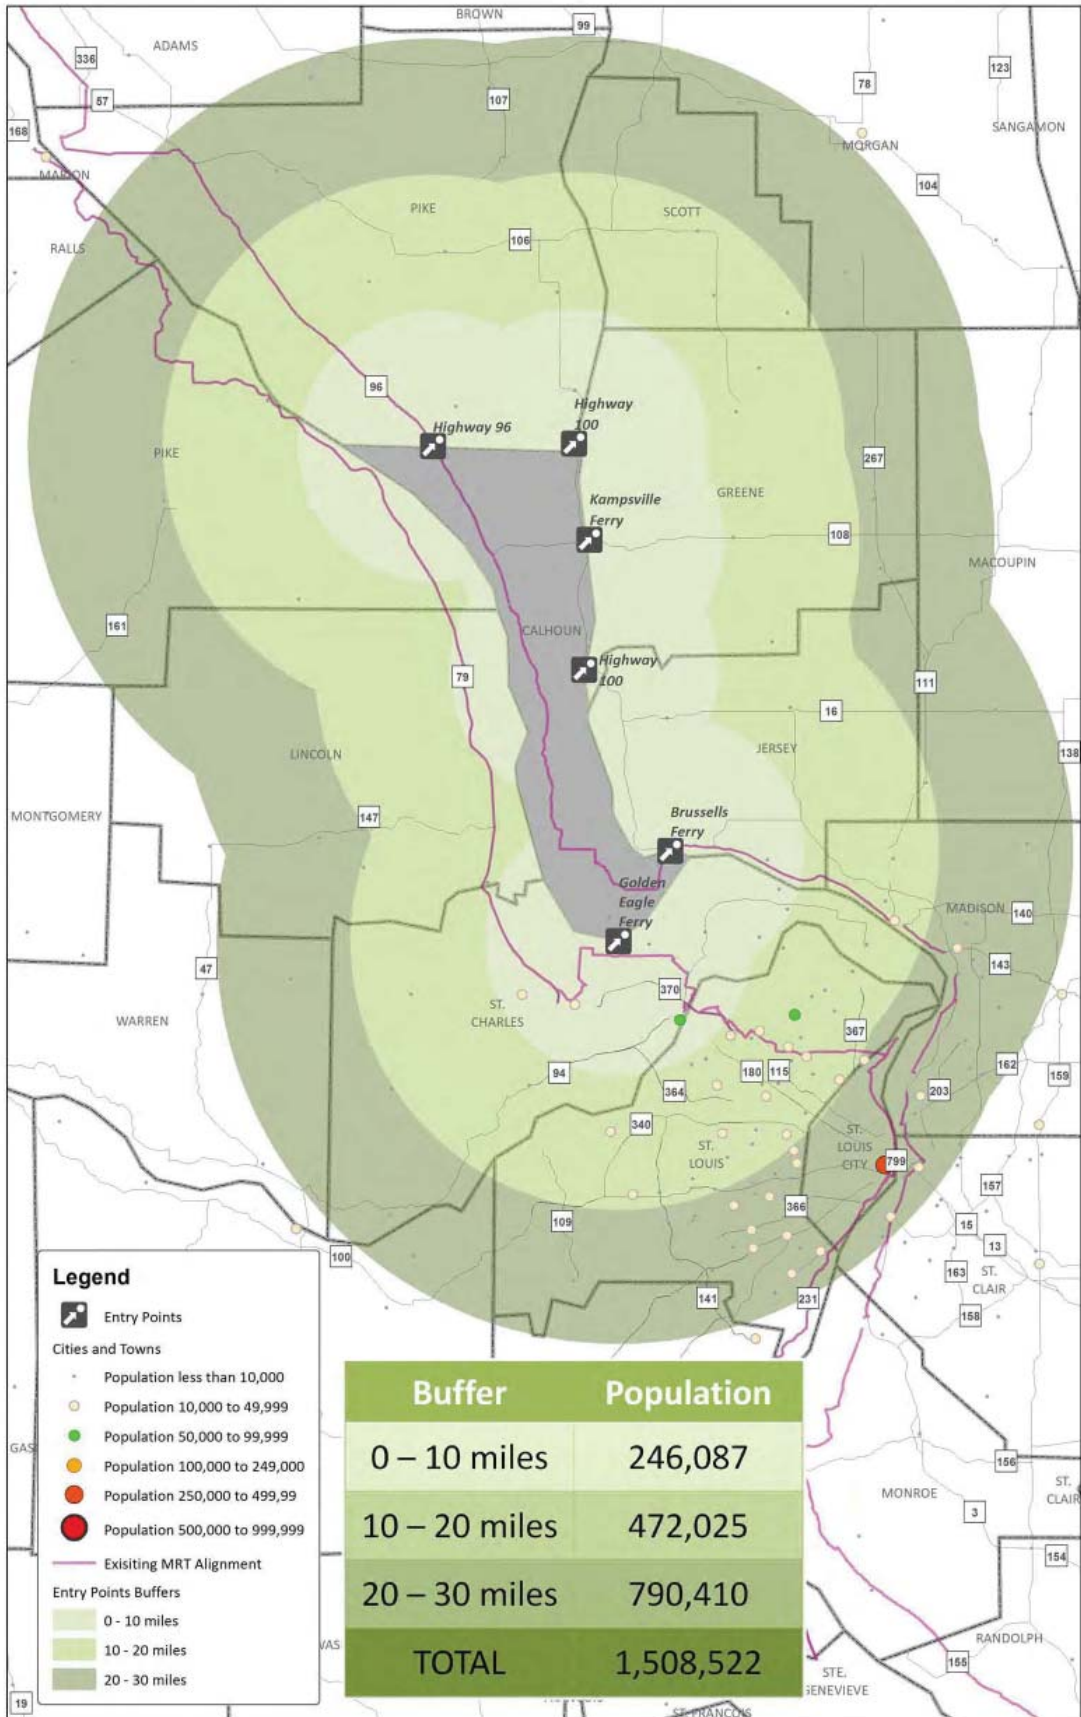 BROWN
99
ADAMS
336
57
107
78
123
168
SANGAMON
MORGAN
MARION
104
PIKE
SCOTT
RALLS
106
96
Highway
100
Highway 96
PIKE
267
GREENE
Kampsville
Ferry
108
MACOUPIN
161
CALHOUN
Highway
100
79
111
16
LINCOLN
JERSEY
138
MONTGOMERY
147
Brussells
Ferry
Golden
Eagle
Ferry
MADISON
140
143
47
370
ST.
CHARLES
WARREN
367
94
180
115
162
159
364
203
340
ST.
LOUIS
ST.
LOUIS
CITY
799
157
109
366
15
13
100
163
ST.
CLAIR
141
231
158
Legend
Entry Points
Cities and Towns
Population less than 10,000
Population 10,000 to 49,999
Population 50,000 to 99,999
Population 100,000 to 249,000
Population 250,000 to 499,99
Population 500,000 to 999,999
Exisiting MRT Alignment
Entry Points Buffers
0 - 10 miles
10 - 20 miles
20 - 30 miles
Buffer Population
0 – 10 miles 246,087
10 – 20 miles 472,025
20 – 30 miles 790,410
TOTAL 1,508,522
GAS
156
MONROE
ST.
CLAIR
3
154
RANDOLPH
155
VAS
STE.
GENEVIEVE
19
ST. FRANCOIS